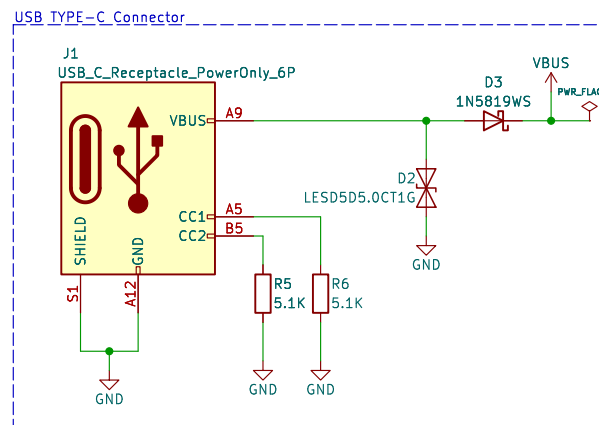 USB TYPE-C Connector
J1
USB_C_Receptacle_PowerOnly_6P
VBUS
A9
D3
1N5819WS
VBUS
PWR_FLAG
D2
LESD5D5.0CT1G
GND
CC1
A5
CC2
B5
SHIELD
GND
S1
A12
R5
5.1K
R6
5.1K
GND
GND
GND